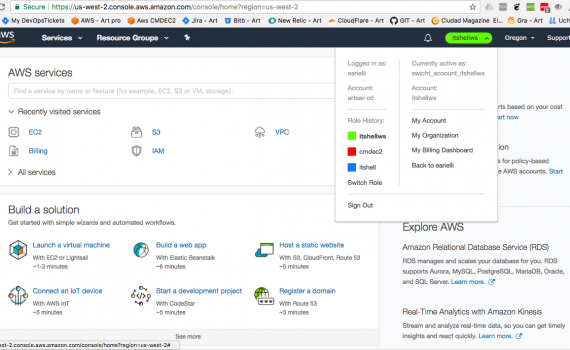 Secure
https://us-west-2.console.aws.amazon.com/console/home?region=us-west-2
My DevOpsTickets
AWS - Art pro
AWS Cmdec2
Jira - Art
Bitb - Art
New Relic - Art
CloudFlare - Art
GIT - Art
Ciudad Magazine
Uch
Services
Resource Groups
itshellws
Oregon
Support
AWS services
Find a service by name or feature (for example, EC2, S3 or VM, storage).
Recently visited services
EC2
S3
VPC
Billing
IAM
All services
Build a solution
Get started with simple wizards and automated workflows.
Launch a virtual machine
With EC2 or Lightsail
~1-2 minutes
Build a web app
With Elastic Beanstalk
~6 minutes
Host a static website
With S3, CloudFront, Route 53
~5 minutes
Connect an IoT device
With AWS IoT
~5 minutes
Start a development project
With CodeStar
~5 minutes
Register a domain
With Route 53
~3 minutes
See more
Logged in as:
earielli
Account:
artear-cd
Role History:
itshellws
cmdec2
itshell
Switch Role
Sign Out
Currently active as:
swicht_account_itshellws
Account:
itshellws
My Account
My Organization
My Billing Dashboard
Back to earielli
rts based on your cost
rt now
s for policy-based
e AWS accounts. Start
Explore AWS
Amazon Relational Database Service (RDS)
RDS manages and scales your database for you. RDS
supports Aurora, MySQL, PostgreSQL, MariaDB, Oracle,
and SQL Server. Learn more.
Real-Time Analytics with Amazon Kinesis
Stream and analyze real-time data, so you can get timely
insights and react quickly. Learn more.
est-2.console.aws.amazon.com/console/home?region=us-west-2#